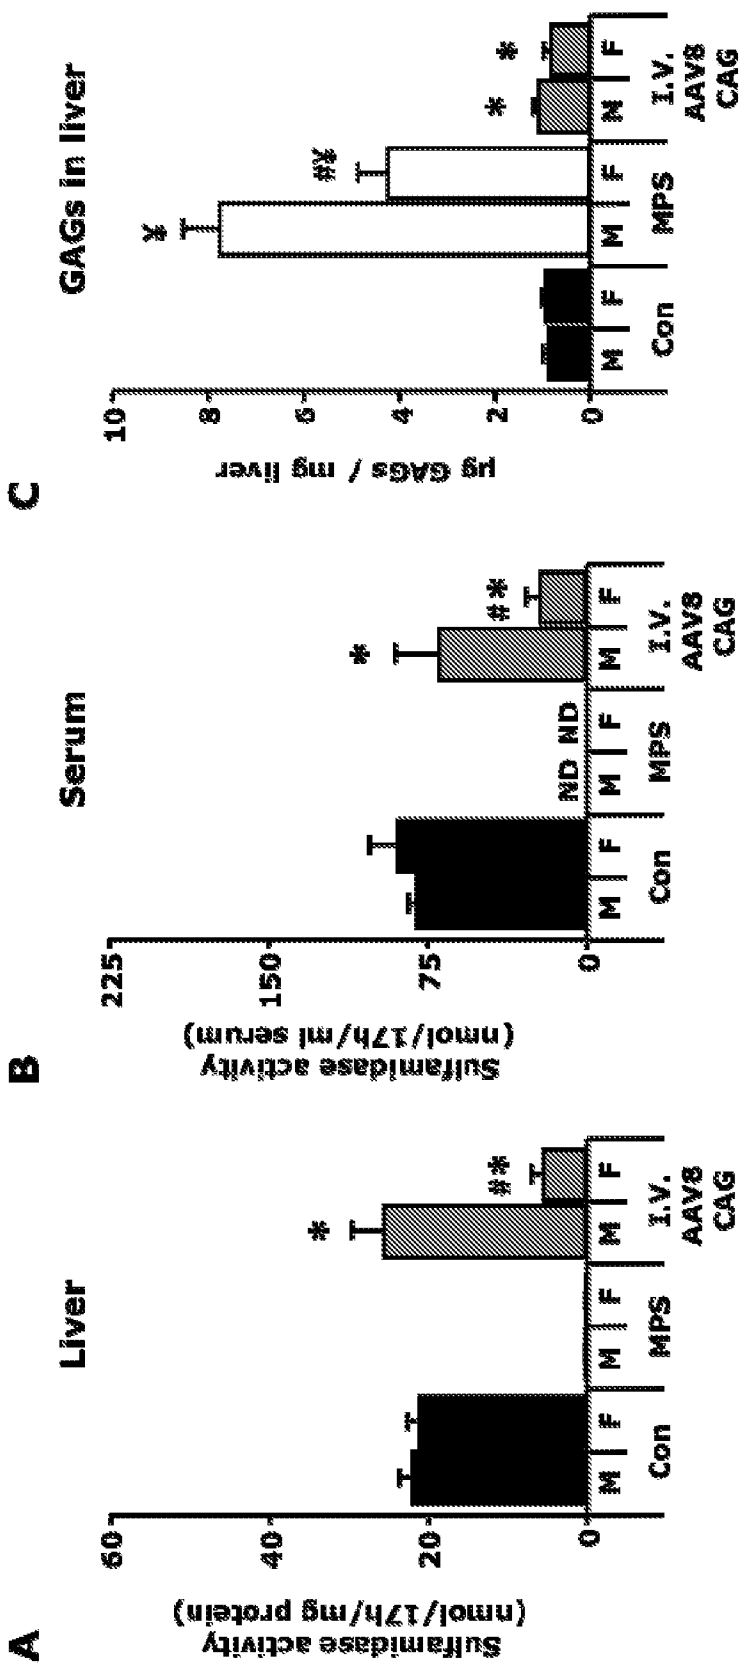 A
Liver
Sulfamidase activity
(nmol/17h/mg protein)
60
40
20
0
*
#*
M F M F M F
Con MPS I.V.
AAV8
CAG
B
Serum
Sulfamidase activity
(nmol/17h/ml serum)
225
150
75
0
ND ND
*
#*
M F M F M F
Con MPS I.V.
AAV8
CAG
C
GAGs in liver
µg GAGs / mg liver
10
8
6
4
2
0
¥
#¥
*
*
M F M F M F
Con MPS I.V.
AAV8
CAG